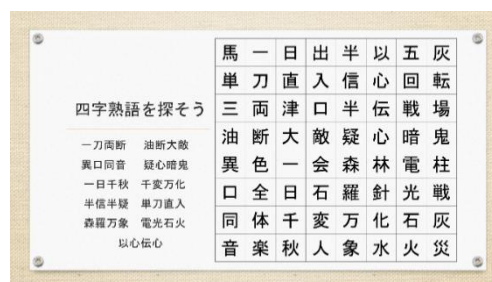 四字熟語を探そう
一刀両断 油断大敵
異口同音 疑心暗鬼
一日千秋 千変万化
半信半疑 単刀直入
森羅万象 電光石火
以心伝心
馬 一 日 出 半 以 五 灰
単 刀 直 入 信 心 回 転
三 両 津 口 半 伝 戦 場
油 断 大 敵 疑 心 暗 鬼
異 色 一 会 森 林 電 柱
口 全 日 石 羅 針 光 戦
同 体 千 変 万 化 石 灰
音 楽 秋 人 象 水 火 災